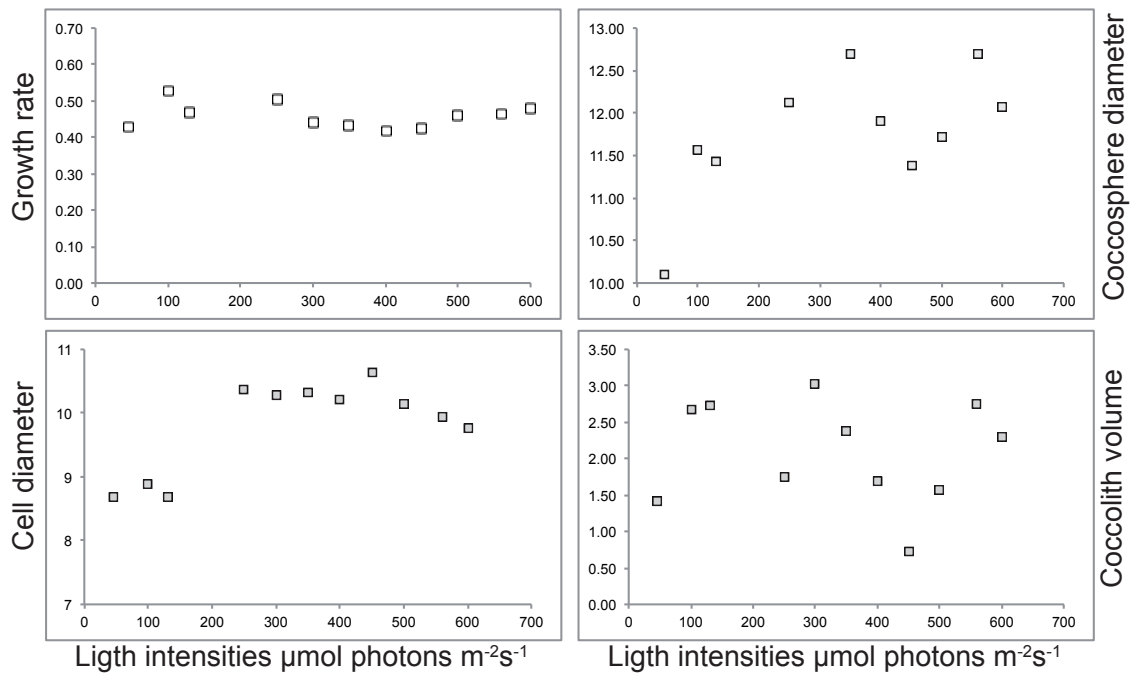 Growth rate
0.70
0.60
0.50
0.40
0.30
0.20
0.10
0.00
0 100 200 300 400 500 600
Coccosphere diameter
13.00
12.50
12.00
11.50
11.00
10.50
10.00
0 100 200 300 400 500 600 700
Cell diameter
11
10
9
8
7
0 100 200 300 400 500 600 700
Ligth intensities µmol photons m⁻²s⁻¹
Coccolith volume
3.50
3.00
2.50
2.00
1.50
1.00
0.50
0.00
0 100 200 300 400 500 600 700
Ligth intensities µmol photons m⁻²s⁻¹